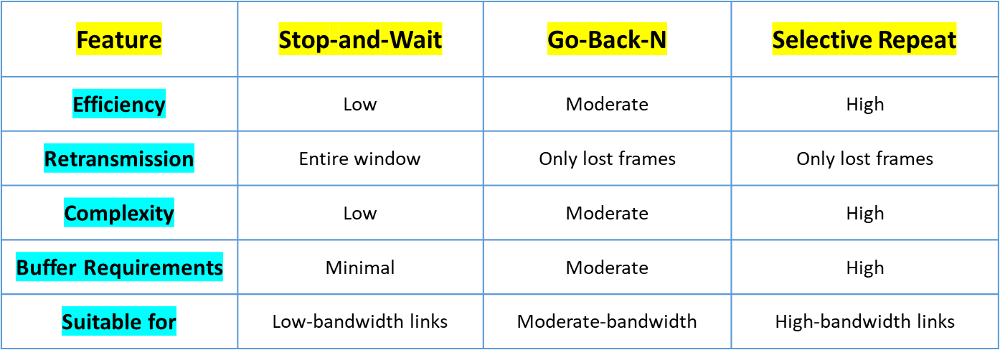 Feature Stop-and-Wait Go-Back-N Selective Repeat
Efficiency Low Moderate High
Retransmission Entire window Only lost frames Only lost frames
Complexity Low Moderate High
Buffer Requirements Minimal Moderate High
Suitable for Low-bandwidth links Moderate-bandwidth High-bandwidth links